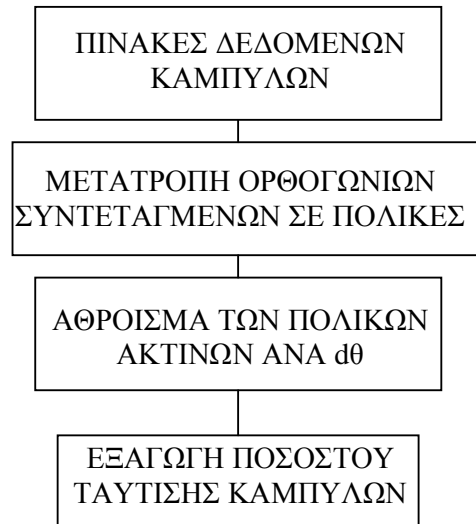 ΠΙΝΑΚΕΣ ΔΕΔΟΜΕΝΩΝ
ΚΑΜΠΥΛΩΝ
ΜΕΤΑΤΡΟΠΗ ΟΡΘΟΓΩΝΙΩΝ
ΣΥΝΤΕΤΑΓΜΕΝΩΝ ΣΕ ΠΟΛΙΚΕΣ
ΑΘΡΟΙΣΜΑ ΤΩΝ ΠΟΛΙΚΩΝ
ΑΚΤΙΝΩΝ ΑΝΑ dθ
ΕΞΑΓΩΓΗ ΠΟΣΟΣΤΟΥ
ΤΑΥΤΙΣΗΣ ΚΑΜΠΥΛΩΝ